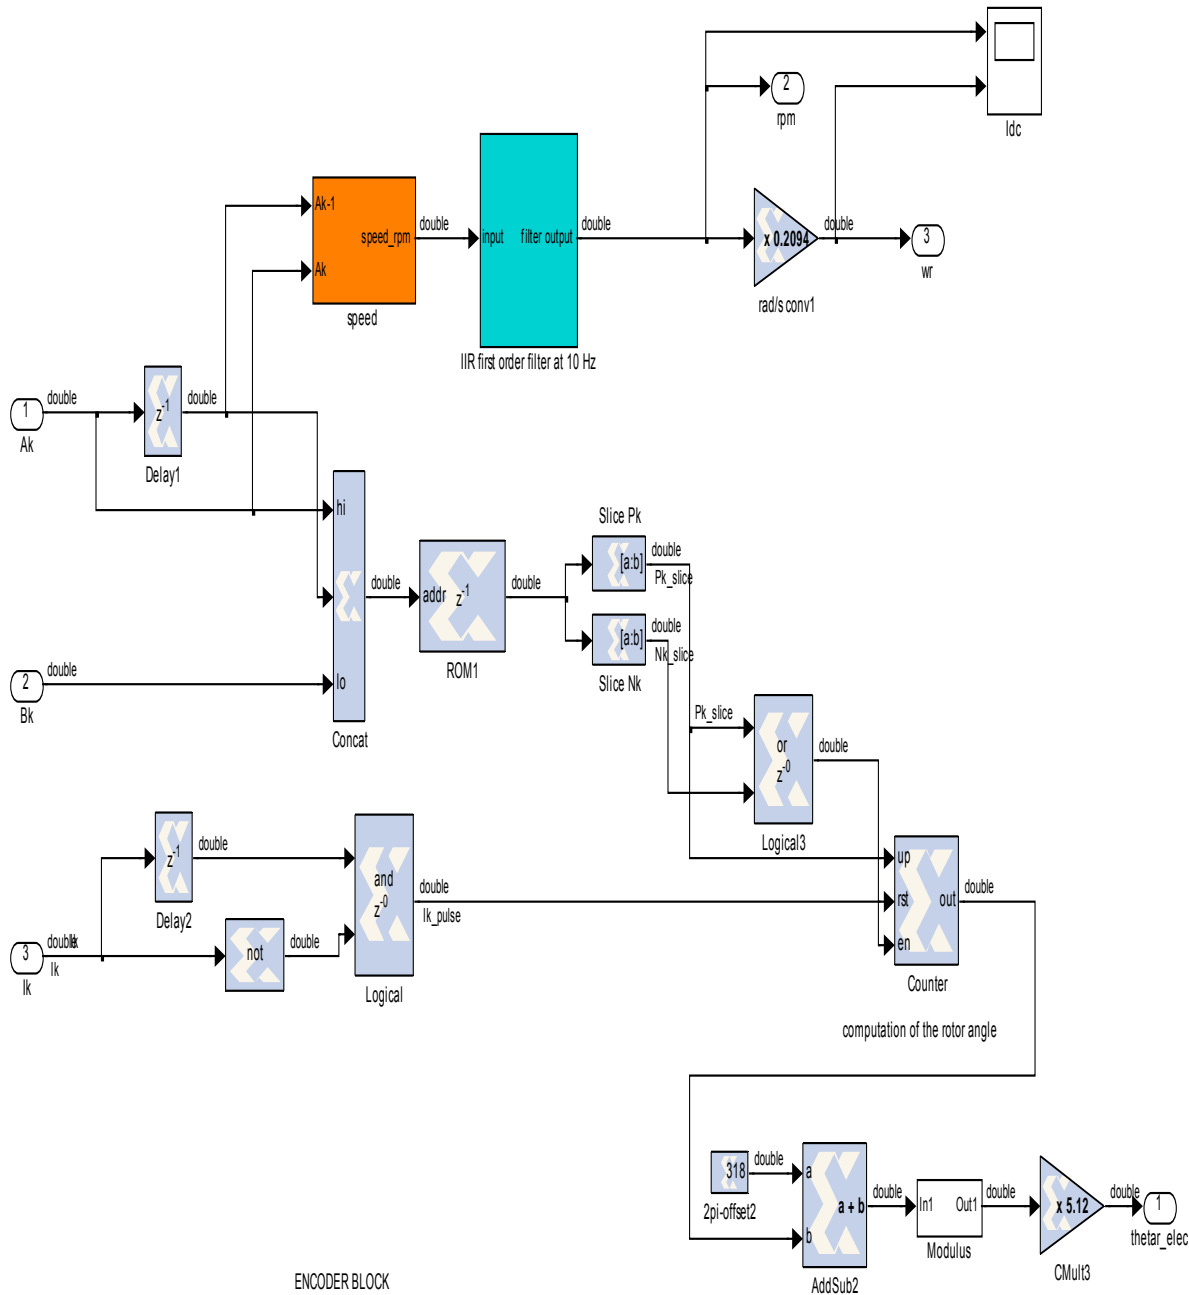 2
rpm
Idc
Ak-1
Ak
speed_rpm
speed
double
input
filter output
IIR first order filter at 10 Hz
double
x 0.2094
rad/s conv1
double
3
wr
1
Ak
double
z-1
Delay1
double
hi
lo
Concat
double
2
Bk
double
addr
z-1
ROM1
double
Slice Pk
[a:b]
double
Pk_slice
[a:b]
double
Nk_slice
Slice Nk
Pk_slice
or
z-0
Logical3
double
z-1
Delay2
double
3
Ik
double
Ik
not
double
and
z-0
Logical
double
Ik_pulse
up
rst
en
out
Counter
double
computation of the rotor angle
318
2pi-offset2
double
a
b
a + b
AddSub2
double
In1
Out1
Modulus
double
x 5.12
CMult3
double
1
thetar_elec
ENCODER BLOCK